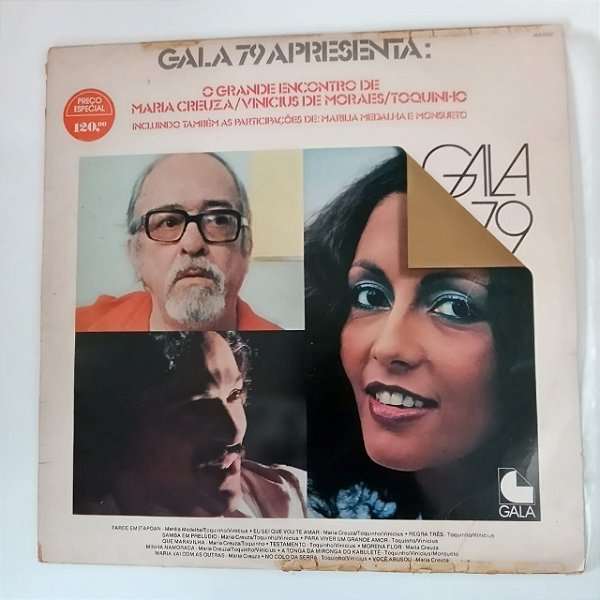 GALA 79 APRESENTA:
PREÇO
ESPECIAL
120,00
O GRANDE ENCONTRO DE
MARIA CREUZA/VINICIUS DE MORAES/TOQUINHO
INCLUINDO TAMBÉM AS PARTICIPAÇÕES DE: MARILIA MEDALHA E MONSUETO
GALA
79
GALA
TARDE EM ITAPOAN - Marília Medalha/Toquinho/Vinicius • EU SEI QUE VOU TE AMAR - Maria Creuza/Toquinho/Vinicius • REGRA TRÊS - Toquinho/Vinicius
SAMBA EM PRELÚDIO - Maria Creuza/Toquinho/Vinicius • PARA VIVER UM GRANDE AMOR - Toquinho/Vinicius
QUE MARAVILHA - Maria Creuza/Toquinho • TESTAMENTO - Toquinho/Vinicius • MORENA FLOR - Maria Creuza
MINHA NAMORADA - Maria Creuza/Toquinho/Vinicius • A TONGA DA MIRONGA DO KABULETÊ - Toquinho/Vinicius/Monsueto
MARIA VAI COM AS OUTRAS - Maria Creuza • NO COLO DA SERRA - Toquinho/Vinicius • VOCÊ ABUSOU - Maria Creuza